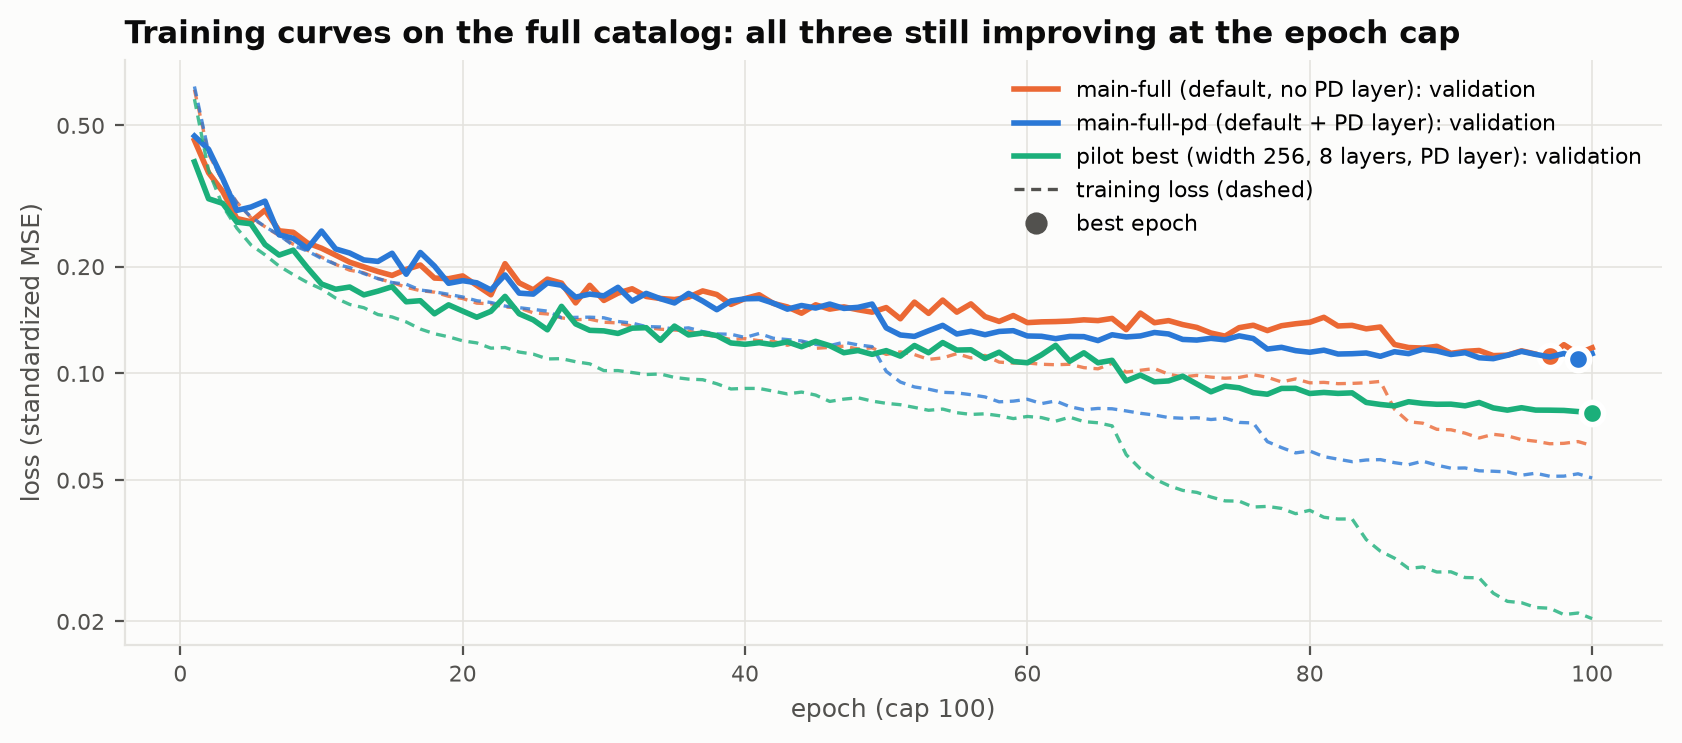 Training curves on the full catalog: all three still improving at the epoch cap
main-full (default, no PD layer): validation
main-full-pd (default + PD layer): validation
pilot best (width 256, 8 layers, PD layer): validation
training loss (dashed)
best epoch
loss (standardized MSE)
0.50
0.20
0.10
0.05
0.02
0
20
40
60
80
100
epoch (cap 100)